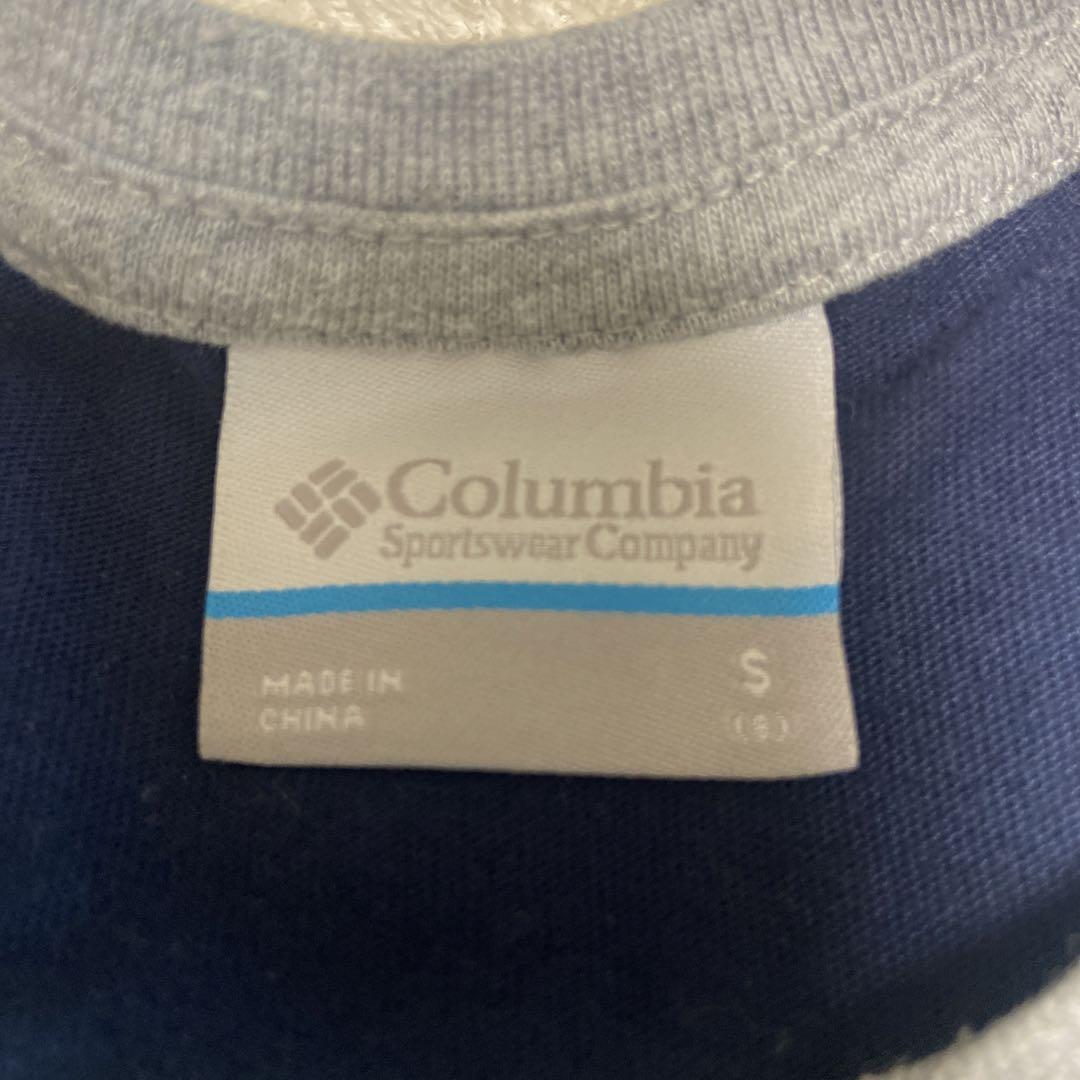 Columbia
Sportswear Company
MADE IN
CHINA
S